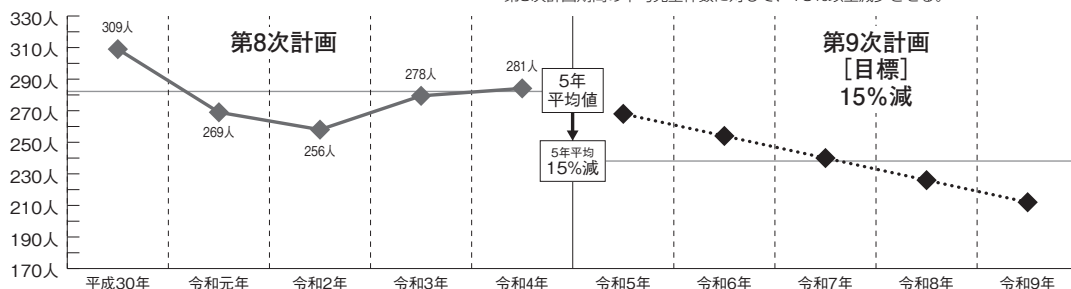 330人
310人
290人
270人
250人
230人
210人
190人
170人
第8次計画
309人
269人
256人
278人
281人
5年
平均値
5年平均
15%減
第9次計画
[目標]
15%減
平成30年
令和元年
令和2年
令和3年
令和4年
令和5年
令和6年
令和7年
令和8年
令和9年